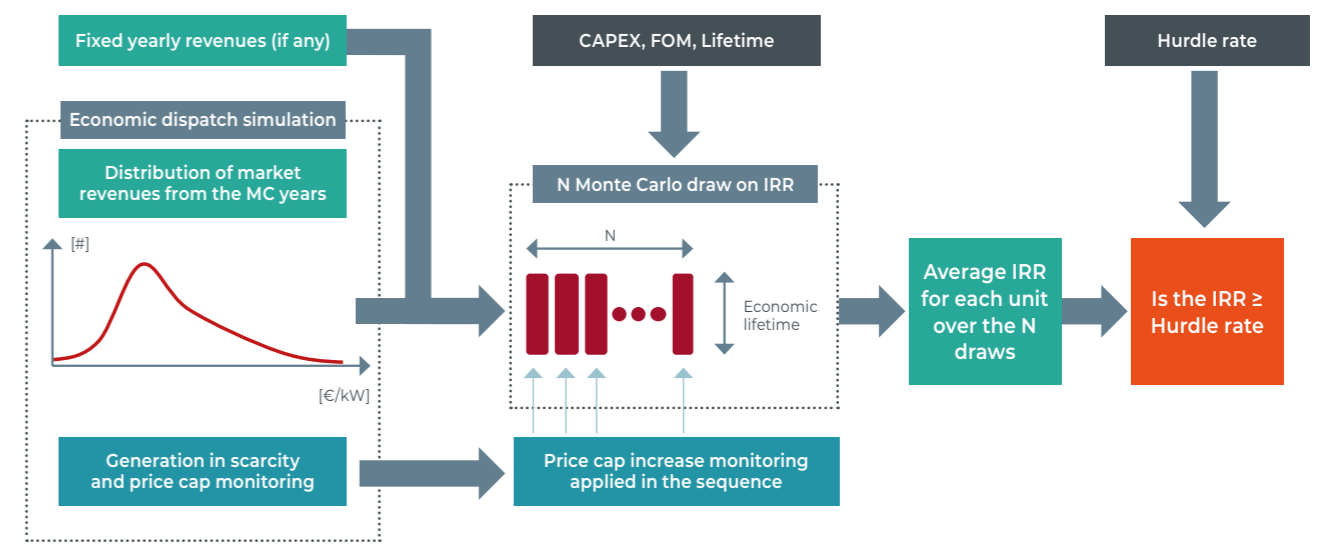 Fixed yearly revenues (if any)
CAPEX, FOM, Lifetime
Hurdle rate
Economic dispatch simulation
Distribution of market
revenues from the MC years
[#]
[€/kW]
Generation in scarcity
and price cap monitoring
N Monte Carlo draw on IRR
N
Economic
lifetime
Price cap increase monitoring
applied in the sequence
Average IRR
for each unit
over the N
draws
Is the IRR ≥
Hurdle rate